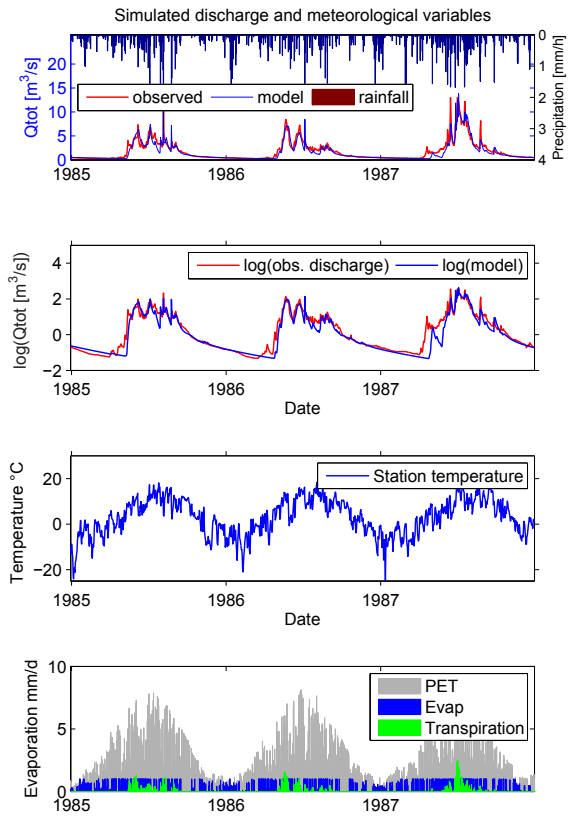 Simulated discharge and meteorological variables
Qtot [m³/s]
20
15
10
5
0
0
1
2
3
4
Precipitation [mm/h]
observed model rainfall
1985 1986 1987
log(Qtot [m³/s])
4
2
0
−2
log(obs. discharge) log(model)
1985 1986 1987
Date
Temperature °C
20
0
−20
Station temperature
1985 1986 1987
Date
Evaporation mm/d
10
5
0
PET
Evap
Transpiration
1985 1986 1987